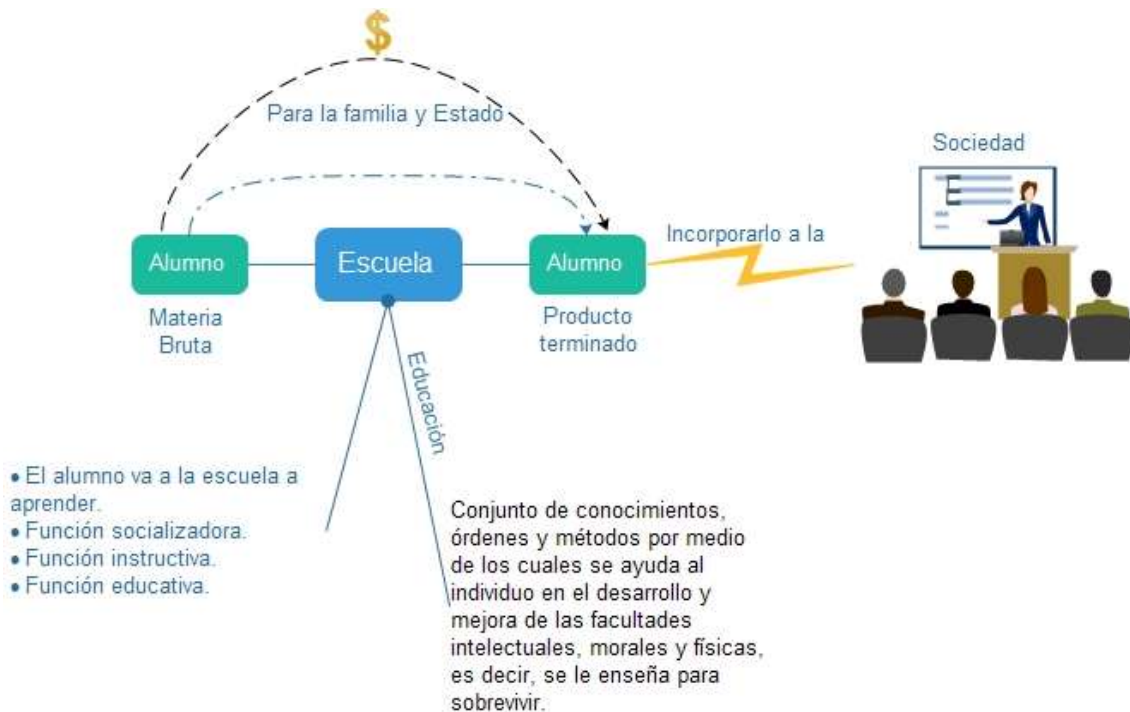 $
Para la familia y Estado
Sociedad
Incorporarlo a la
Alumno
Escuela
Alumno
Materia
Bruta
Producto
terminado
Educación
• El alumno va a la escuela a
aprender.
• Función socializadora.
• Función instructiva.
• Función educativa.
Conjunto de conocimientos,
órdenes y métodos por medio
de los cuales se ayuda al
individuo en el desarrollo y
mejora de las facultades
intelectuales, morales y físicas,
es decir, se le enseña para
sobrevivir.